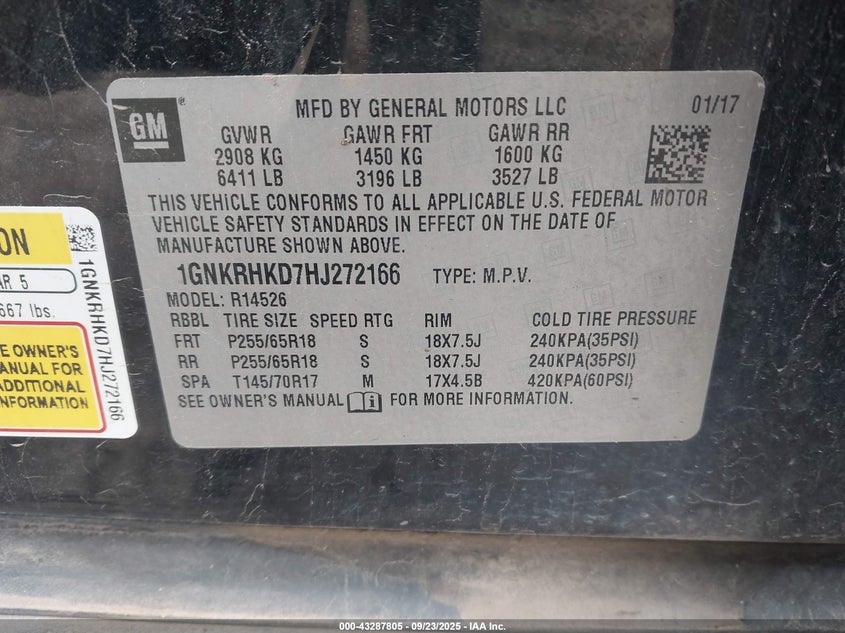 GM
®
MFD BY GENERAL MOTORS LLC
01/17
GVWR GAWR FRT GAWR RR
2908 KG 1450 KG 1600 KG
6411 LB 3196 LB 3527 LB
THIS VEHICLE CONFORMS TO ALL APPLICABLE U.S. FEDERAL MOTOR
VEHICLE SAFETY STANDARDS IN EFFECT ON THE DATE OF
MANUFACTURE SHOWN ABOVE.
1GNKRHKD7HJ272166 TYPE: M.P.V.
MODEL: R14526
RBBL TIRE SIZE SPEED RTG RIM COLD TIRE PRESSURE
FRT P255/65R18 S 18X7.5J 240KPA(35PSI)
RR P255/65R18 S 18X7.5J 240KPA(35PSI)
SPA T145/70R17 M 17X4.5B 420KPA(60PSI)
SEE OWNER'S MANUAL FOR MORE INFORMATION.
ON
AR 5
667 lbs.
E OWNER'S
ANUAL FOR
ADDITIONAL
INFORMATION
1GNKRHKD7HJ272166
000-43287805 - 09/23/2025 - IAA Inc.